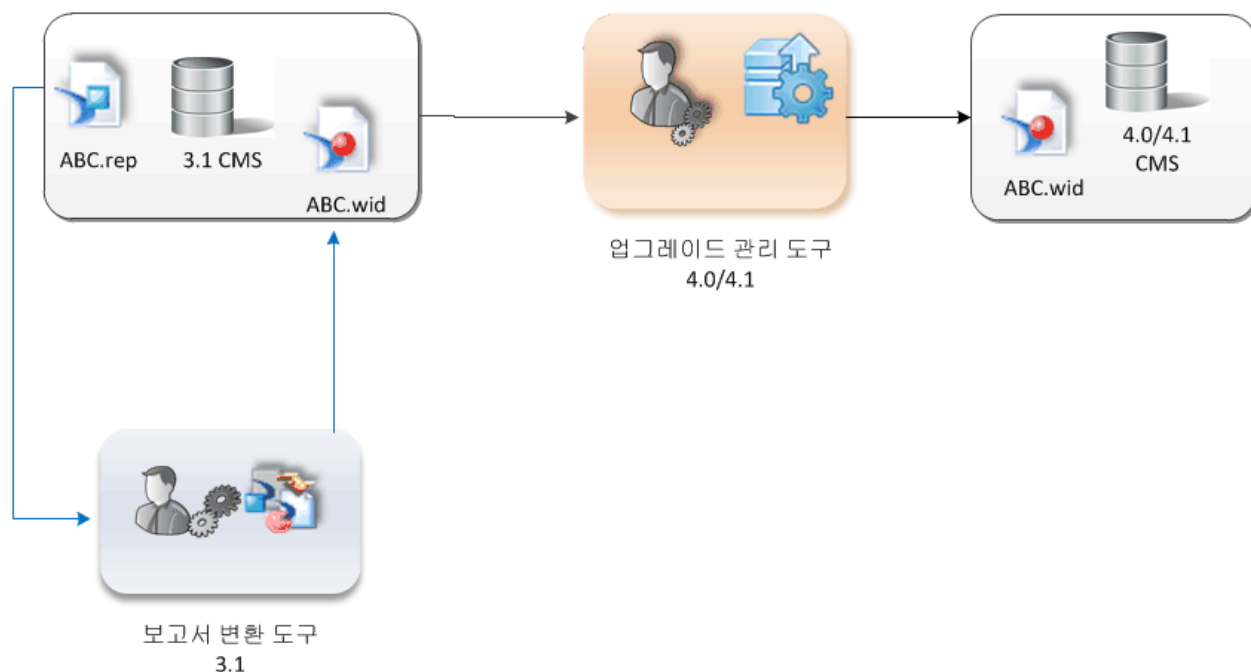 ABC.rep
3.1 CMS
ABC.wid
업그레이드 관리 도구
4.0/4.1
ABC.wid
4.0/4.1
CMS
보고서 변환 도구
3.1